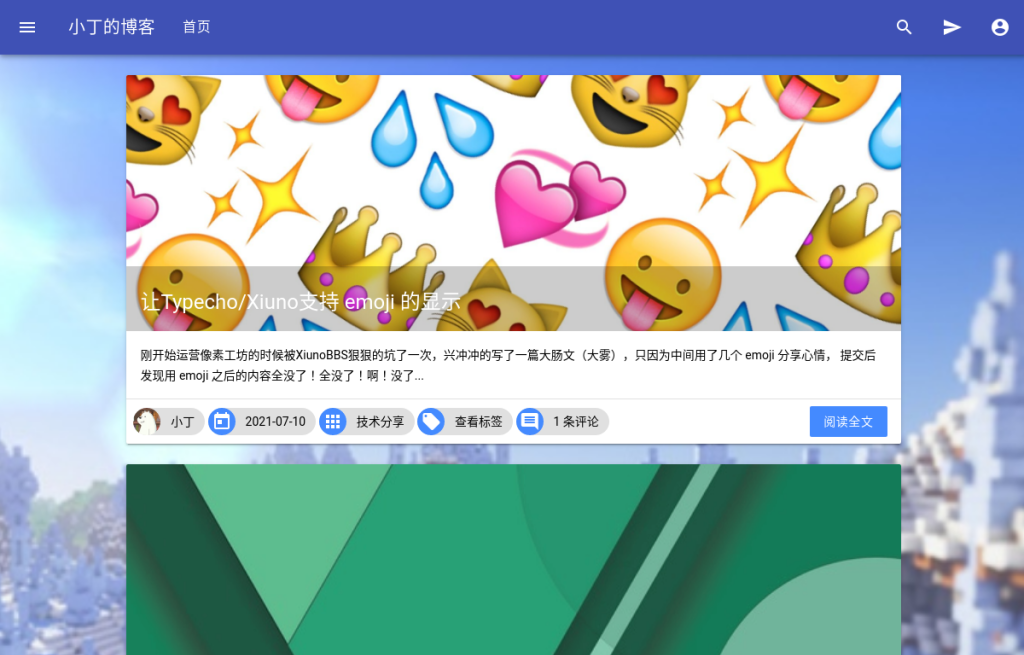 小丁的博客
首页
让Typecho/Xiuno支持 emoji 的显示
刚开始运营像素工坊的时候被XiunoBBS狠狠的坑了一次，兴冲冲的写了一篇大肠文（大雾），只因为中间用了几个 emoji 分享心情， 提交后
发现用 emoji 之后的内容全没了！全没了！啊！没了...
小丁
2021-07-10
技术分享
查看标签
1 条评论
阅读全文